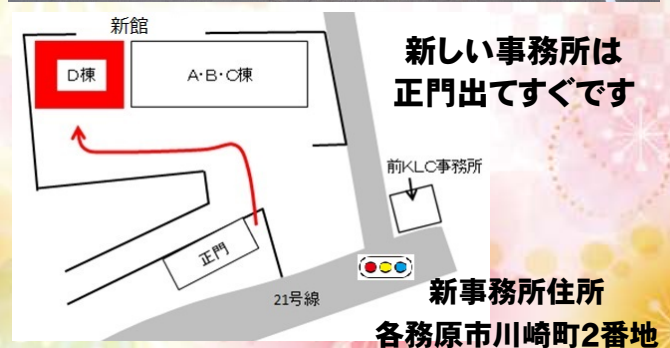 新館
D棟
A・B・C棟
新しい事務所は
正門出てすぐです
前KLC事務所
正門
21号線
新事務所住所
各務原市川崎町2番地